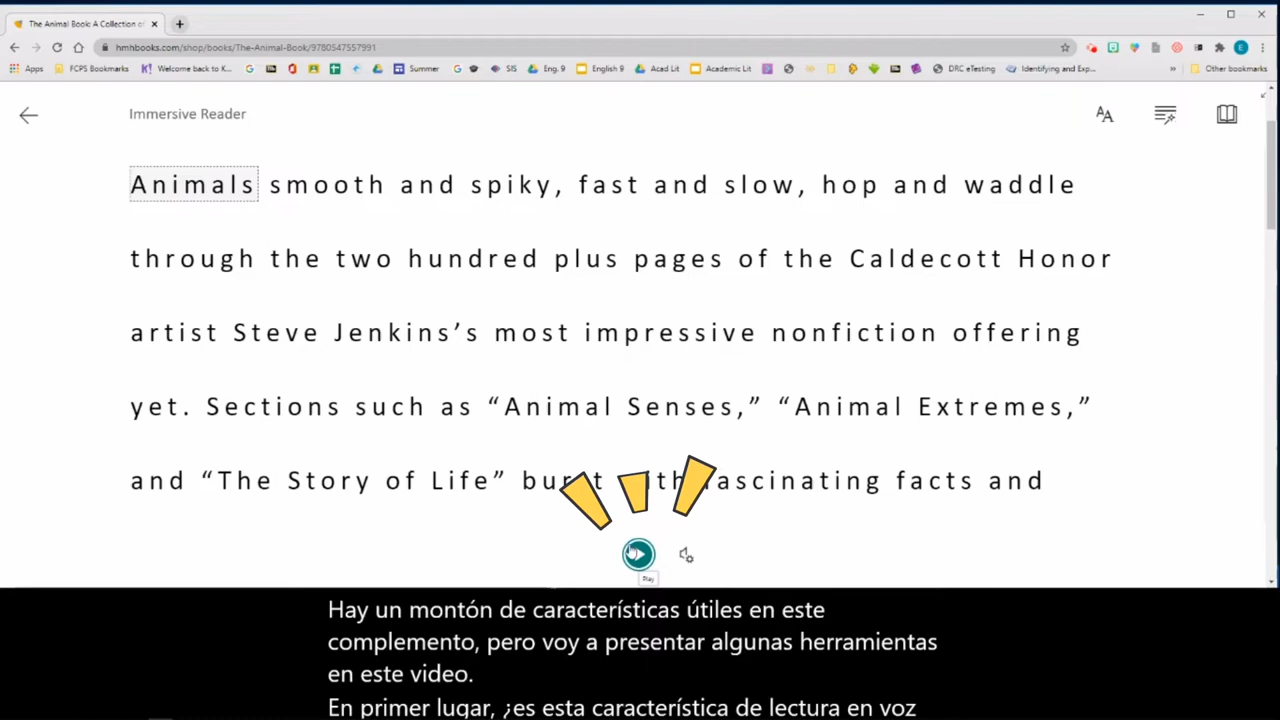 The Animal Book: A Collection of
hmhbooks.com/shop/books/The-Animal-Book/9780547557991
Apps FCPS Bookmarks Welcome back to K... Summer SIS Eng. 9 English 9 Acad Lit Academic Lit DRC eTesting Identifying and Exp... » Other bookmarks
Immersive Reader
Animals smooth and spiky, fast and slow, hop and waddle
through the two hundred plus pages of the Caldecott Honor
artist Steve Jenkins’s most impressive nonfiction offering
yet. Sections such as “Animal Senses,” “Animal Extremes,”
and “The Story of Life” burst with fascinating facts and
Play
Hay un montón de características útiles en este
complemento, pero voy a presentar algunas herramientas
en este video.
En primer lugar, ¿es esta característica de lectura en voz